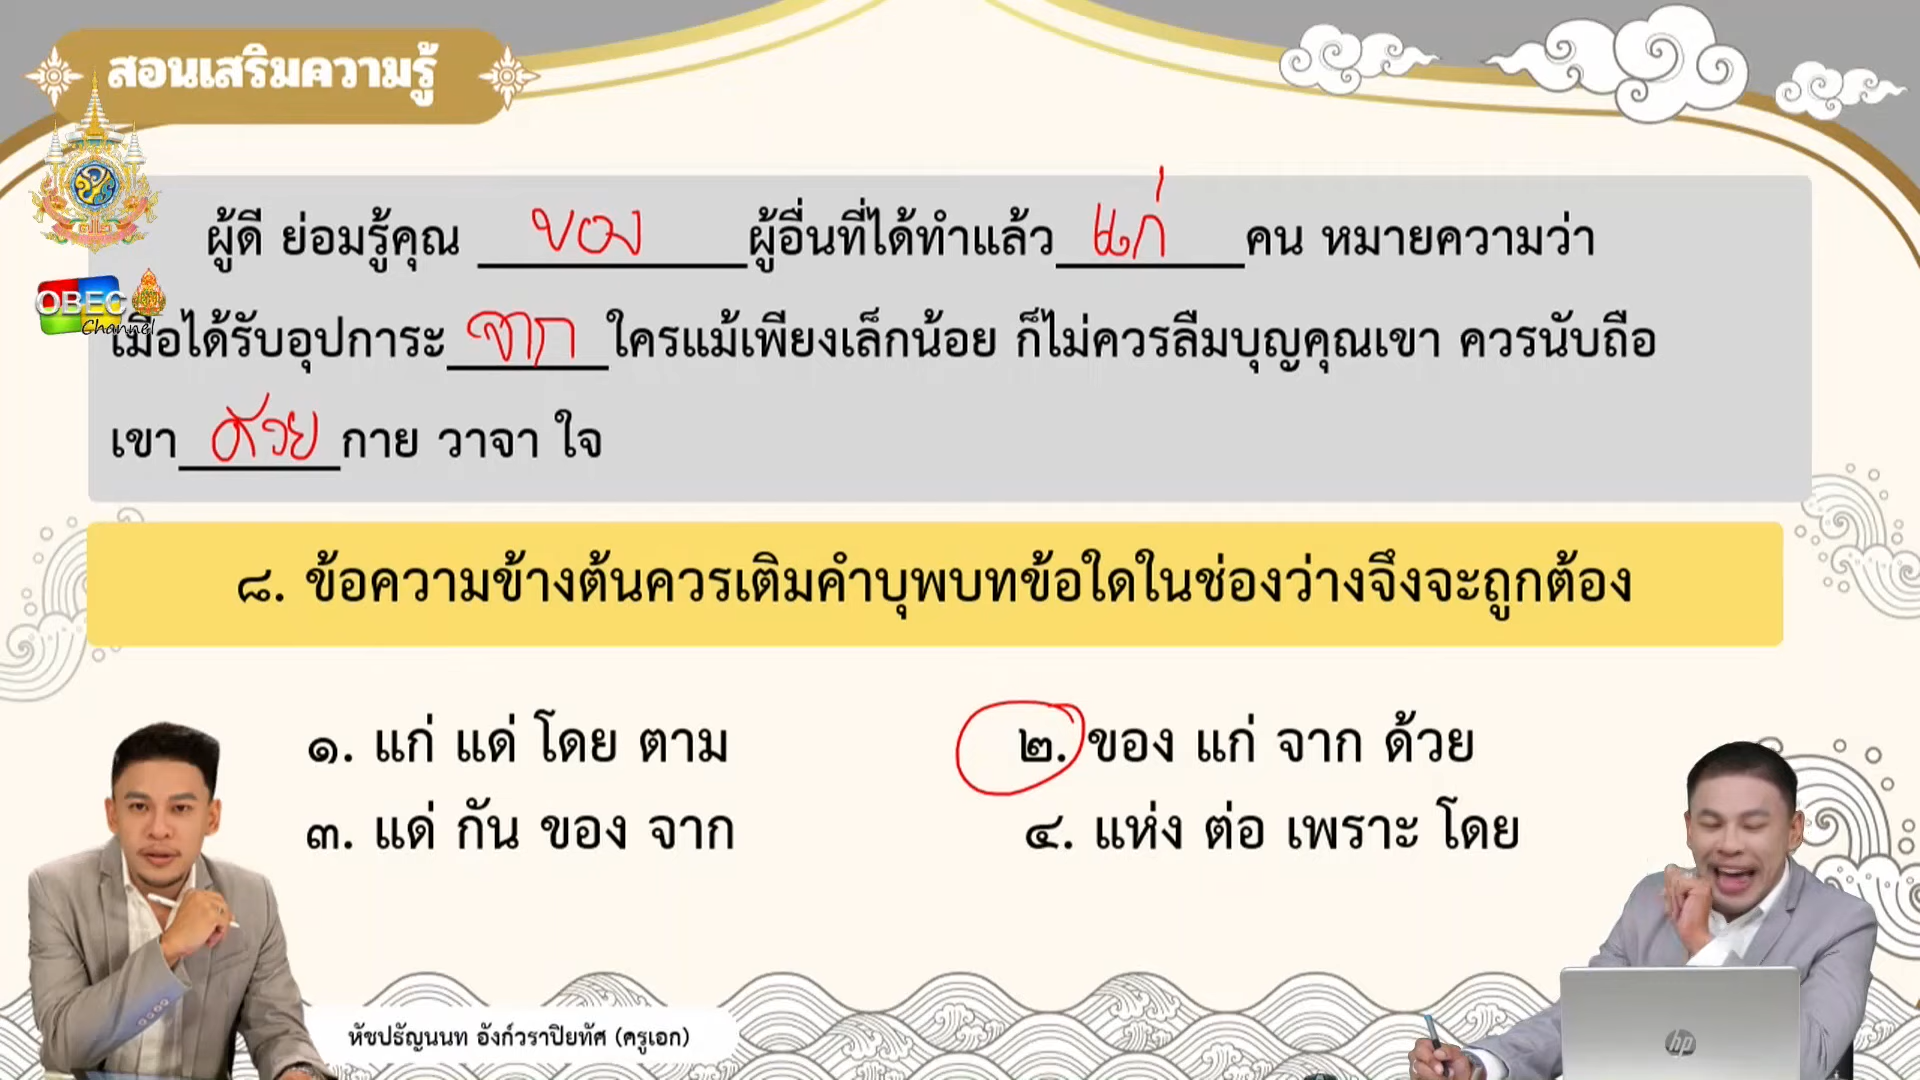 สอนเสริมความรู้
ผู้ดี ย่อมรู้คุณ ของ ผู้อื่นที่ได้ทำแล้ว แก่ คน หมายความว่า
เมื่อได้รับอุปการะ จาก ใครแม้เพียงเล็กน้อย ก็ไม่ควรลืมบุญคุณเขา ควรนับถือ
เขา ด้วย กาย วาจา ใจ
OBEC
Channel
๘. ข้อความข้างต้นควรเติมคำบุพบทข้อใดในช่องว่างจึงจะถูกต้อง
๑. แก่ แด่ โดย ตาม
๒. ของ แก่ จาก ด้วย
๓. แด่ กัน ของ จาก
๔. แห่ง ต่อ เพราะ โดย
หัชปรัญนนท อังก์วราปิยทัศ (ครูเอก)
hp